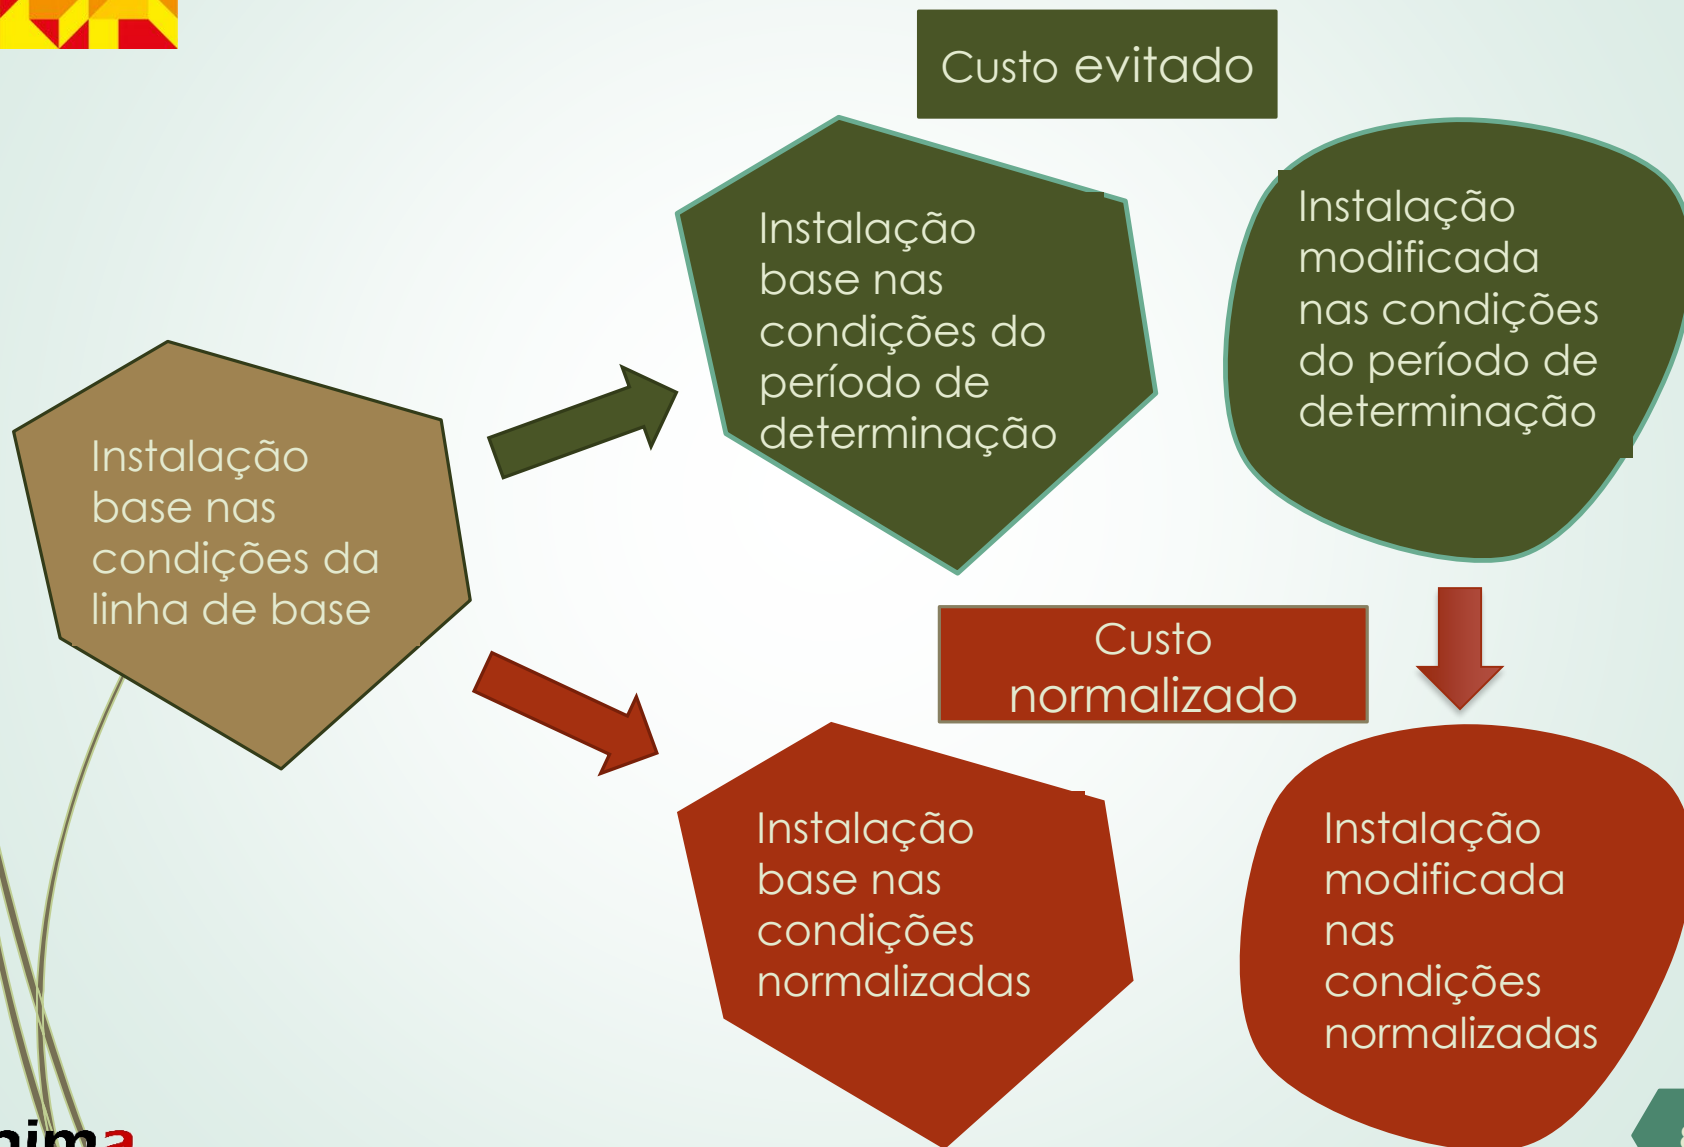 Custo evitado
Instalação
base nas
condições do
período de
determinação
Instalação
modificada
nas condições
do período de
determinação
Instalação
base nas
condições da
linha de base
Custo
normalizado
Instalação
base nas
condições
normalizadas
Instalação
modificada
nas
condições
normalizadas